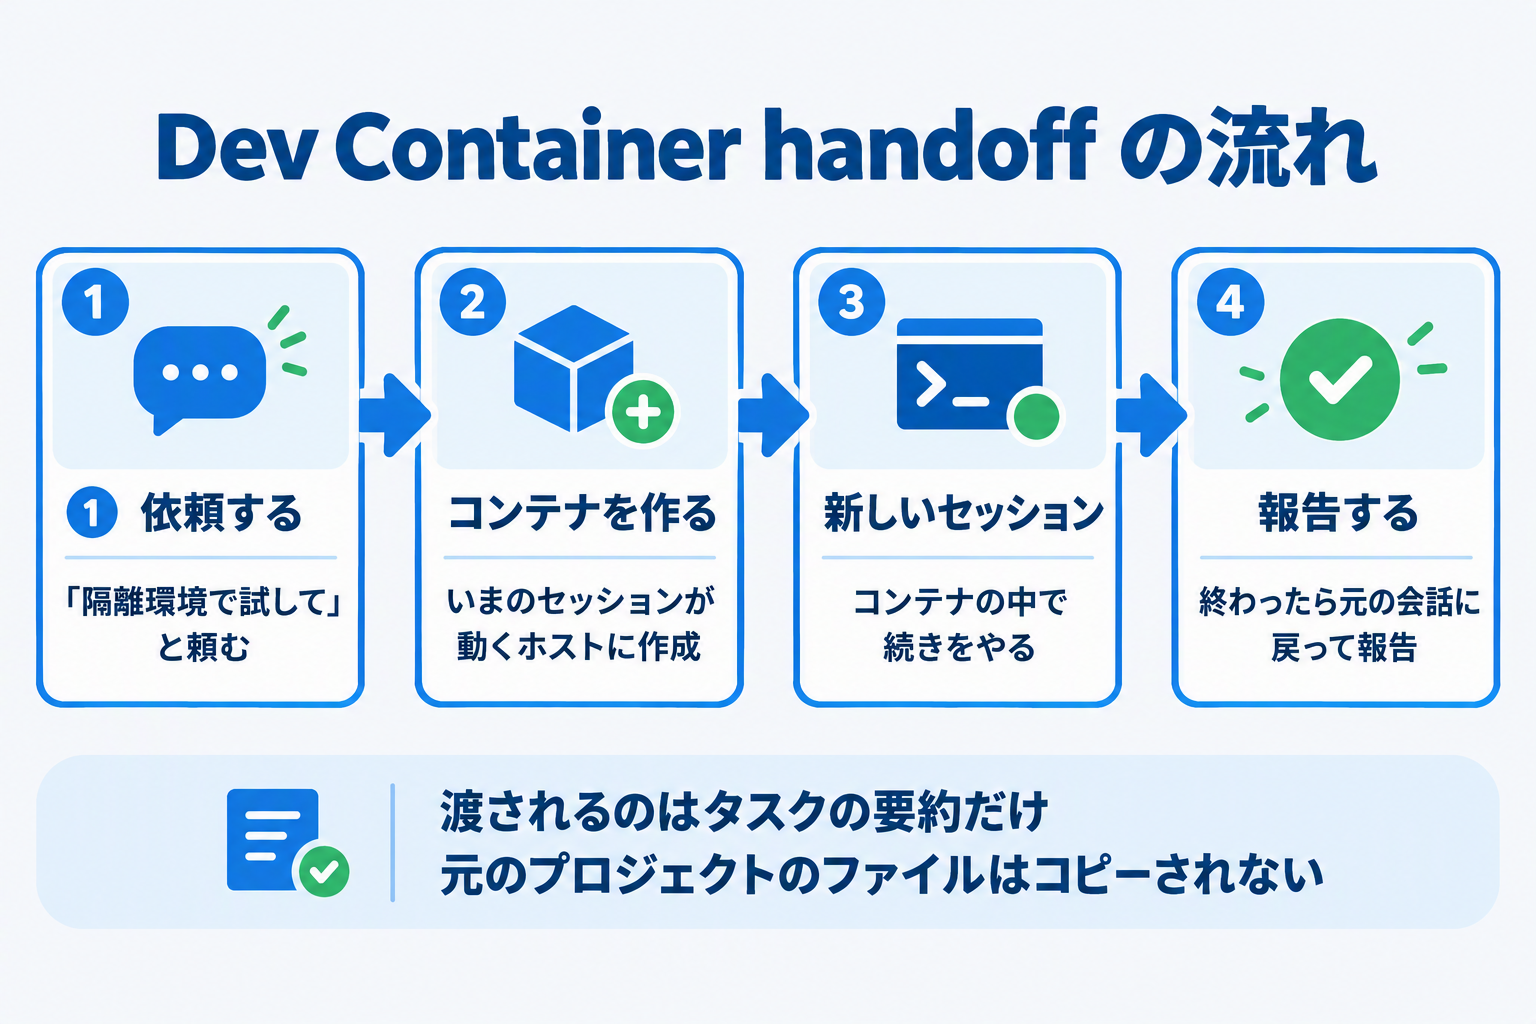 Dev Container handoff の流れ
1
1 依頼する
「隔離環境で試して」
と頼む
2
コンテナを作る
いまのセッションが
動くホストに作成
3
>_
新しいセッション
コンテナの中で
続きをやる
4
報告する
終わったら元の会話に
戻って報告
渡されるのはタスクの要約だけ
元のプロジェクトのファイルはコピーされない